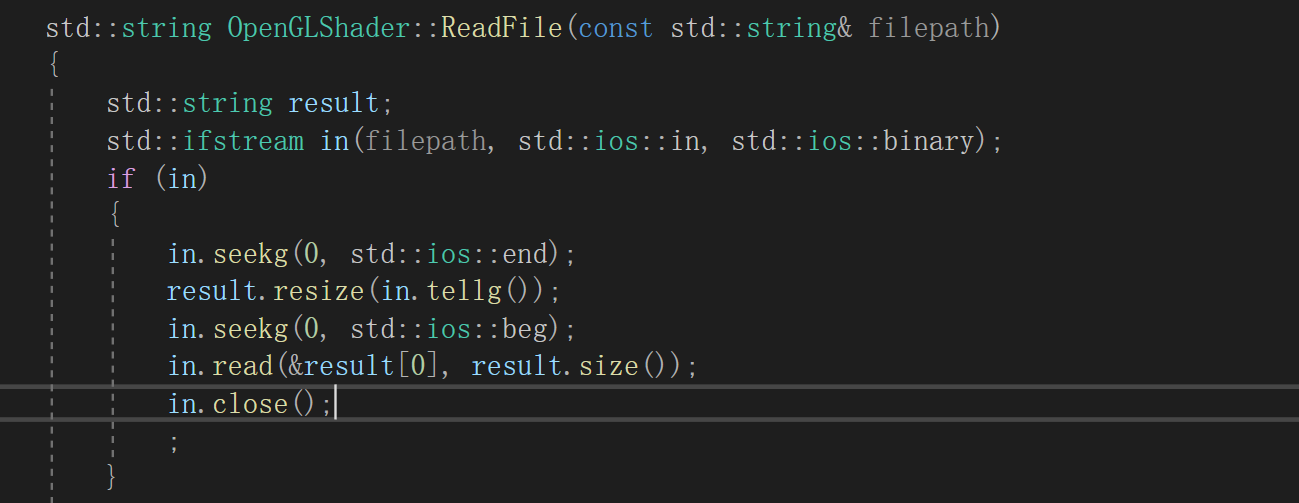 std::string OpenGLShader::ReadFile(const std::string& filepath)
{
    std::string result;
    std::ifstream in(filepath, std::ios::in, std::ios::binary);
    if (in)
    {
        in.seekg(0, std::ios::end);
        result.resize(in.tellg());
        in.seekg(0, std::ios::beg);
        in.read(&result[0], result.size());
        in.close();
        ;
    }